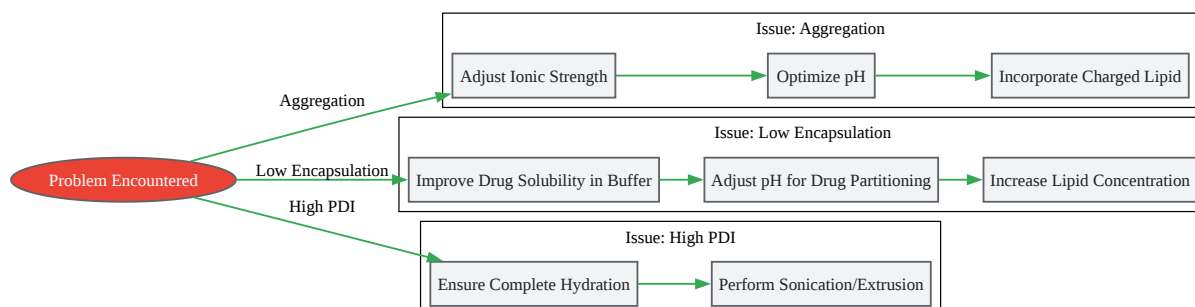 Issue: Aggregation
Adjust Ionic Strength
Optimize pH
Incorporate Charged Lipid
Aggregation
Issue: Low Encapsulation
Problem Encountered
Low Encapsulation
Improve Drug Solubility in Buffer
Adjust pH for Drug Partitioning
Increase Lipid Concentration
High PDI
Issue: High PDI
Ensure Complete Hydration
Perform Sonication/Extrusion